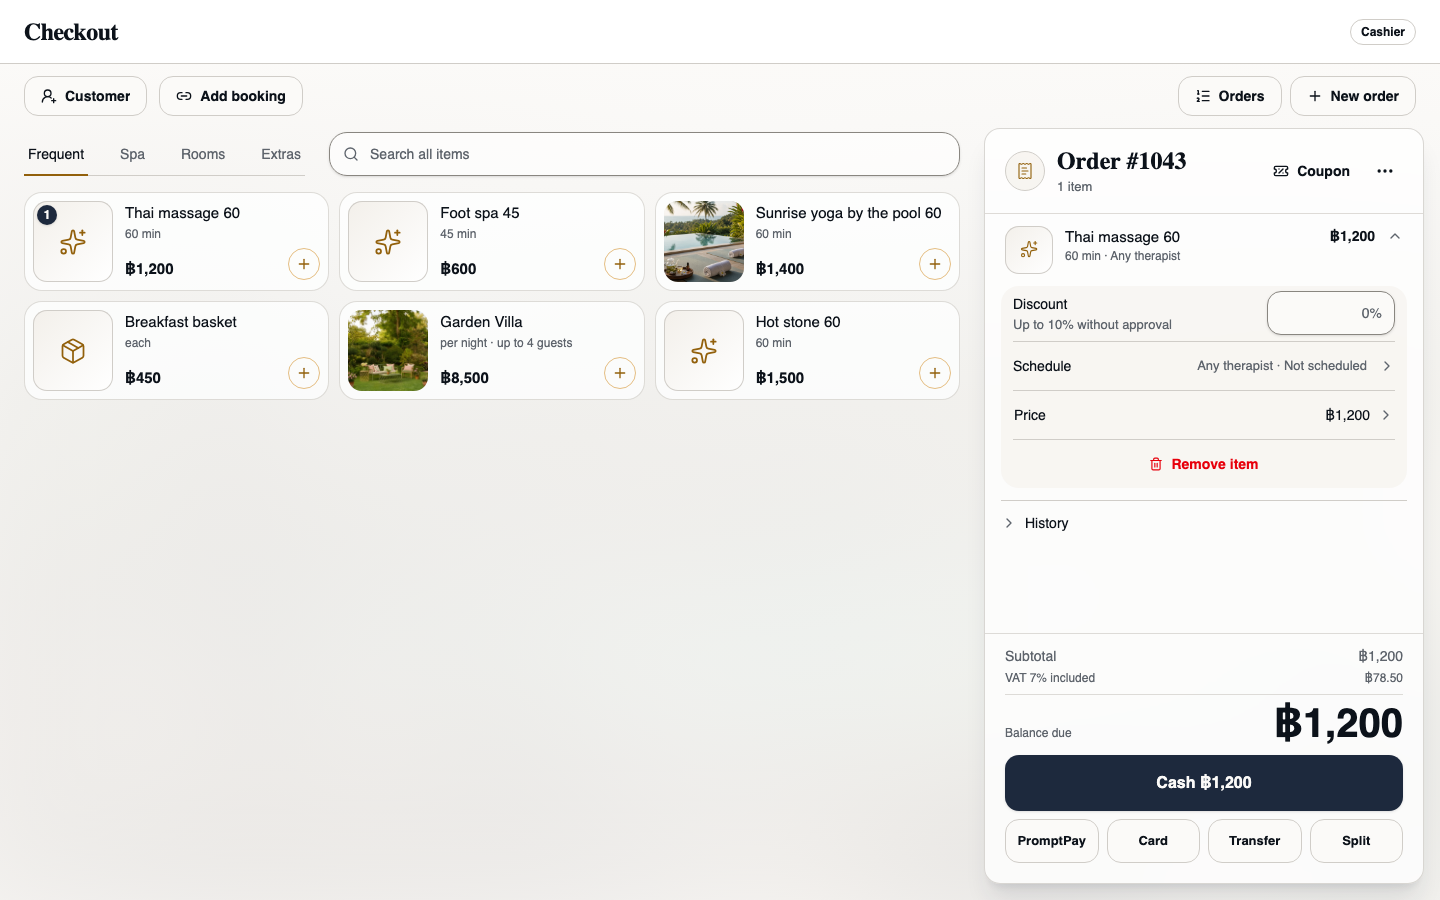 Checkout
Cashier
Customer
Add booking
Orders
New order
Frequent
Spa
Rooms
Extras
Search all items
1
Thai massage 60
60 min
฿1,200
Foot spa 45
45 min
฿600
Sunrise yoga by the pool 60
60 min
฿1,400
Breakfast basket
each
฿450
Garden Villa
per night · up to 4 guests
฿8,500
Hot stone 60
60 min
฿1,500
Order #1043
1 item
Coupon
Thai massage 60
฿1,200
60 min · Any therapist
Discount
Up to 10% without approval
0%
Schedule
Any therapist · Not scheduled
Price
฿1,200
Remove item
History
Subtotal
฿1,200
VAT 7% included
฿78.50
Balance due
฿1,200
Cash ฿1,200
PromptPay
Card
Transfer
Split